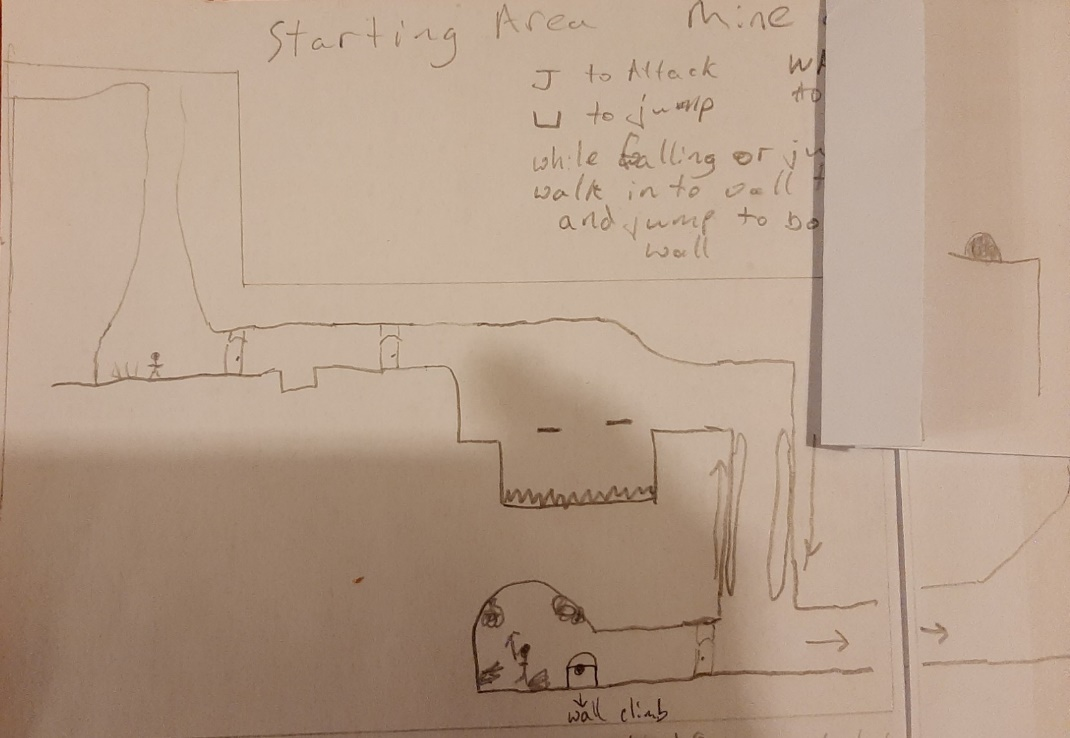 Starting Area Mine
J to Attack
to jump
while falling or
walk in to wall
and jump to
wall
wall climb